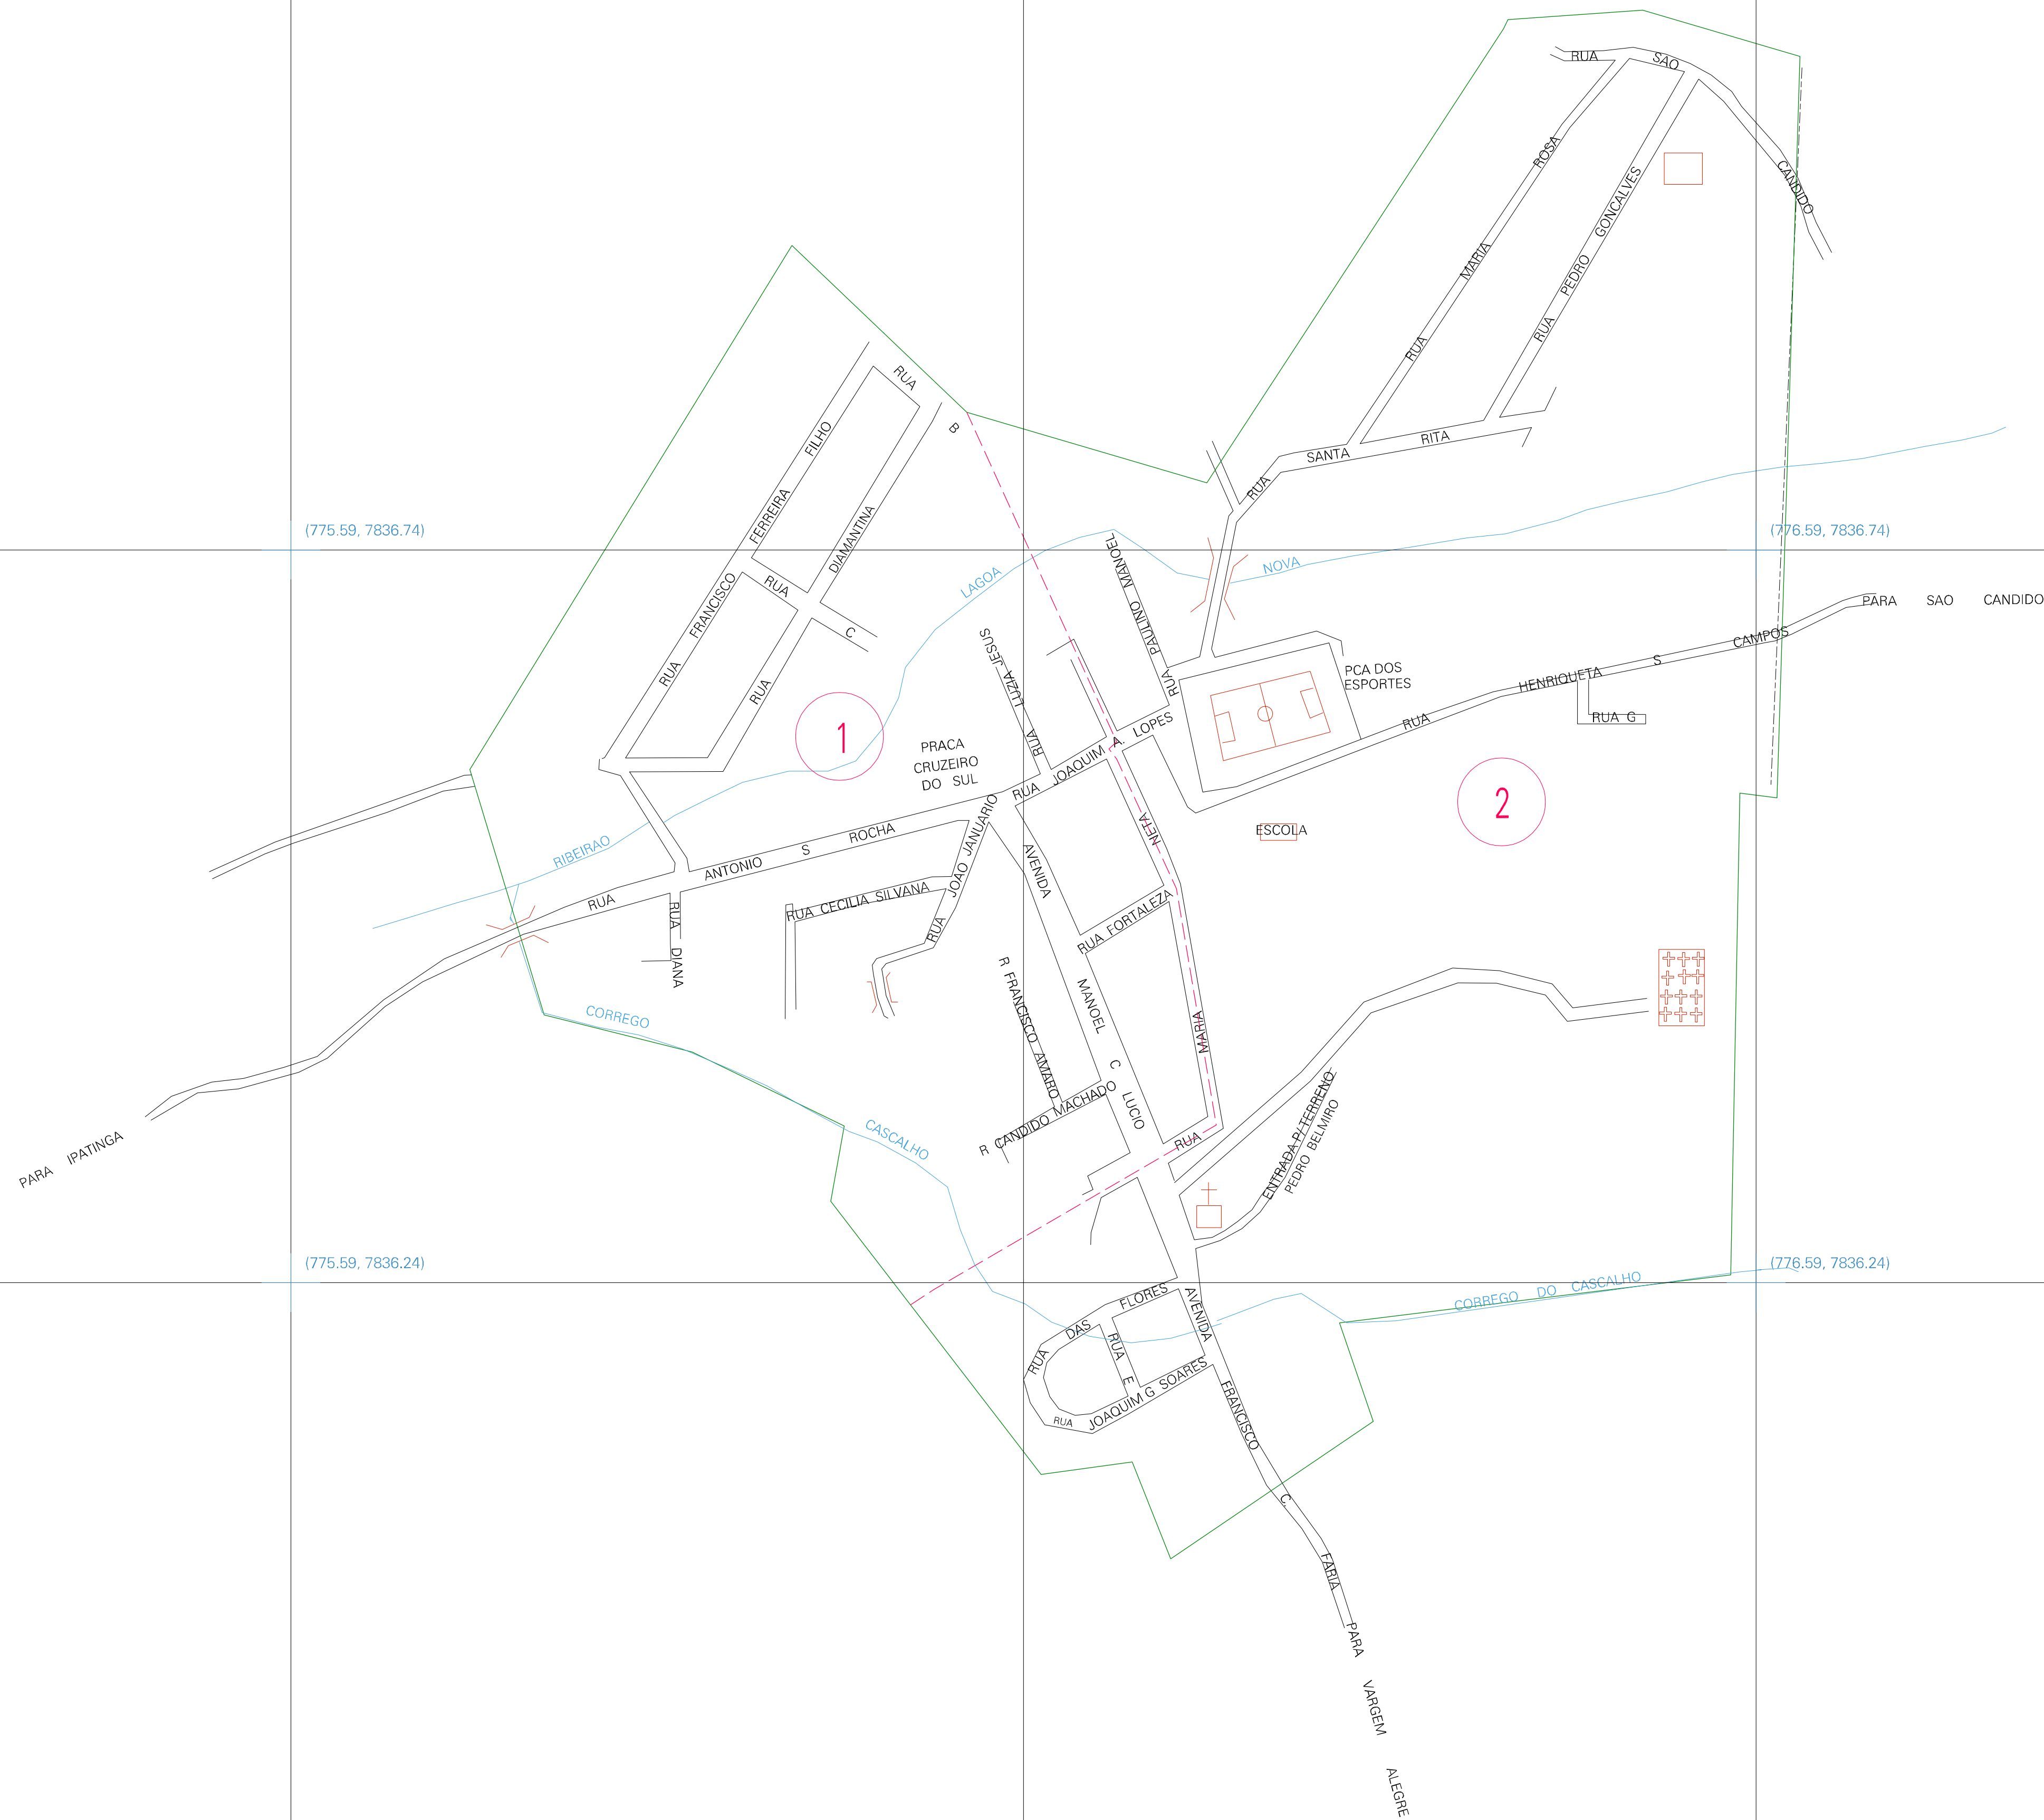 RUA SAO CANDIDO
RUA MARIA ROSA
RUA PEDRO GONCALVES
RUA SANTA RITA
RUA B
RUA FRANCISCO FERREIRA FILHO
RUA DIAMANTINA
RUA C
(775.59, 7836.74)
(776.59, 7836.74)
LAGOA NOVA
RUA PAULINO MANOEL
PARA SAO CANDIDO
RUA LUZIA JESUS
PCA DOS
ESPORTES
RUA HENRIQUETA S CAMPOS
RUA G
1
2
PRACA
CRUZEIRO
DO SUL
RUA JOAQUIM A. LOPES
ESCOLA
RIBEIRAO
RUA ANTONIO S ROCHA
RUA JOAO JANUARIO
RUA CECILIA SILVANA
RUA DIANA
AVENIDA MANOEL C LUCIO
RUA FORTALEZA
RUA MARIA NETA
R FRANCISCO AMARO
R CANDIDO MACHADO
CORREGO CASCALHO
PARA IPATINGA
ENTRADA P/ TERRENO
PEDRO BELMIRO
(775.59, 7836.24)
(776.59, 7836.24)
CORREGO DO CASCALHO
RUA DAS FLORES
RUA E
RUA JOAQUIM G SOARES
AVENIDA FRANCISCO C. FARIA
PARA VARGEM ALEGRE